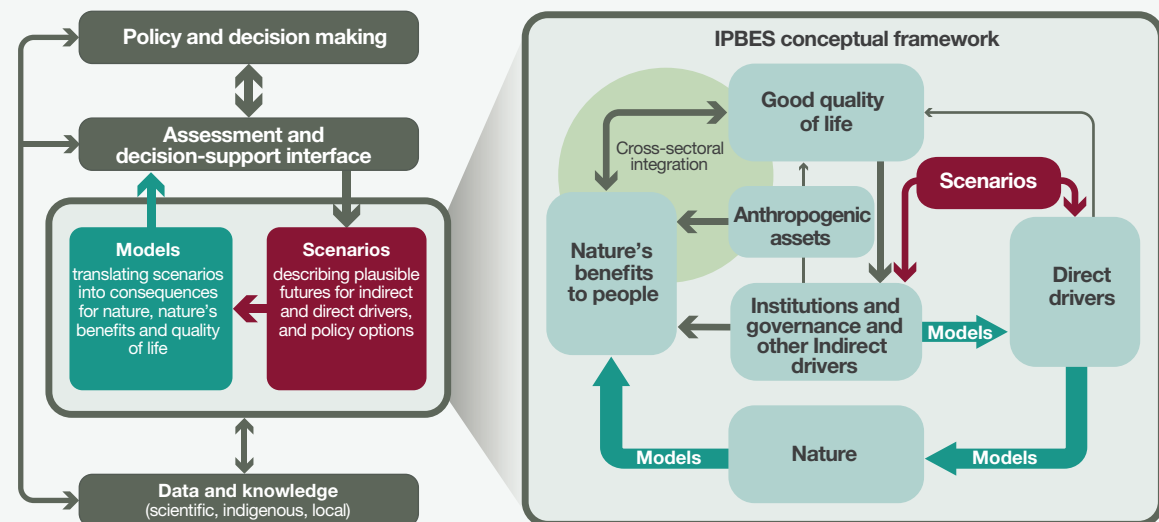 Policy and decision making
Assessment and
decision-support interface
Models
translating scenarios
into consequences
for nature, nature's
benefits and quality
of life
Scenarios
describing plausible
futures for indirect
and direct drivers,
and policy options
Data and knowledge
(scientific, indigenous, local)
IPBES conceptual framework
Good quality
of life
Cross-sectoral
integration
Scenarios
Anthropogenic
assets
Nature's
benefits
to people
Direct
drivers
Institutions and
governance and
other Indirect
drivers
Models
Nature
Models
Models